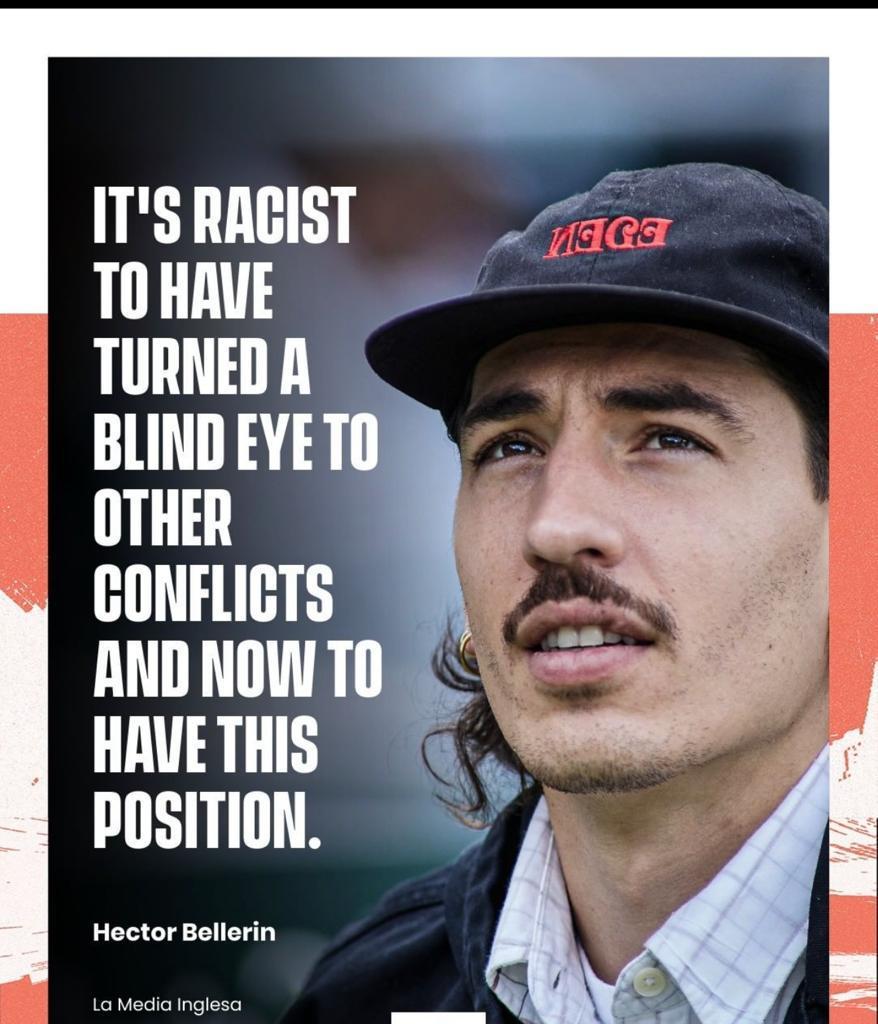 EDEN
IT'S RACIST
TO HAVE
TURNED A
BLIND EYE TO
OTHER
CONFLICTS
AND NOW TO
HAVE THIS
POSITION.
Hector Bellerin
La Media Inglesa